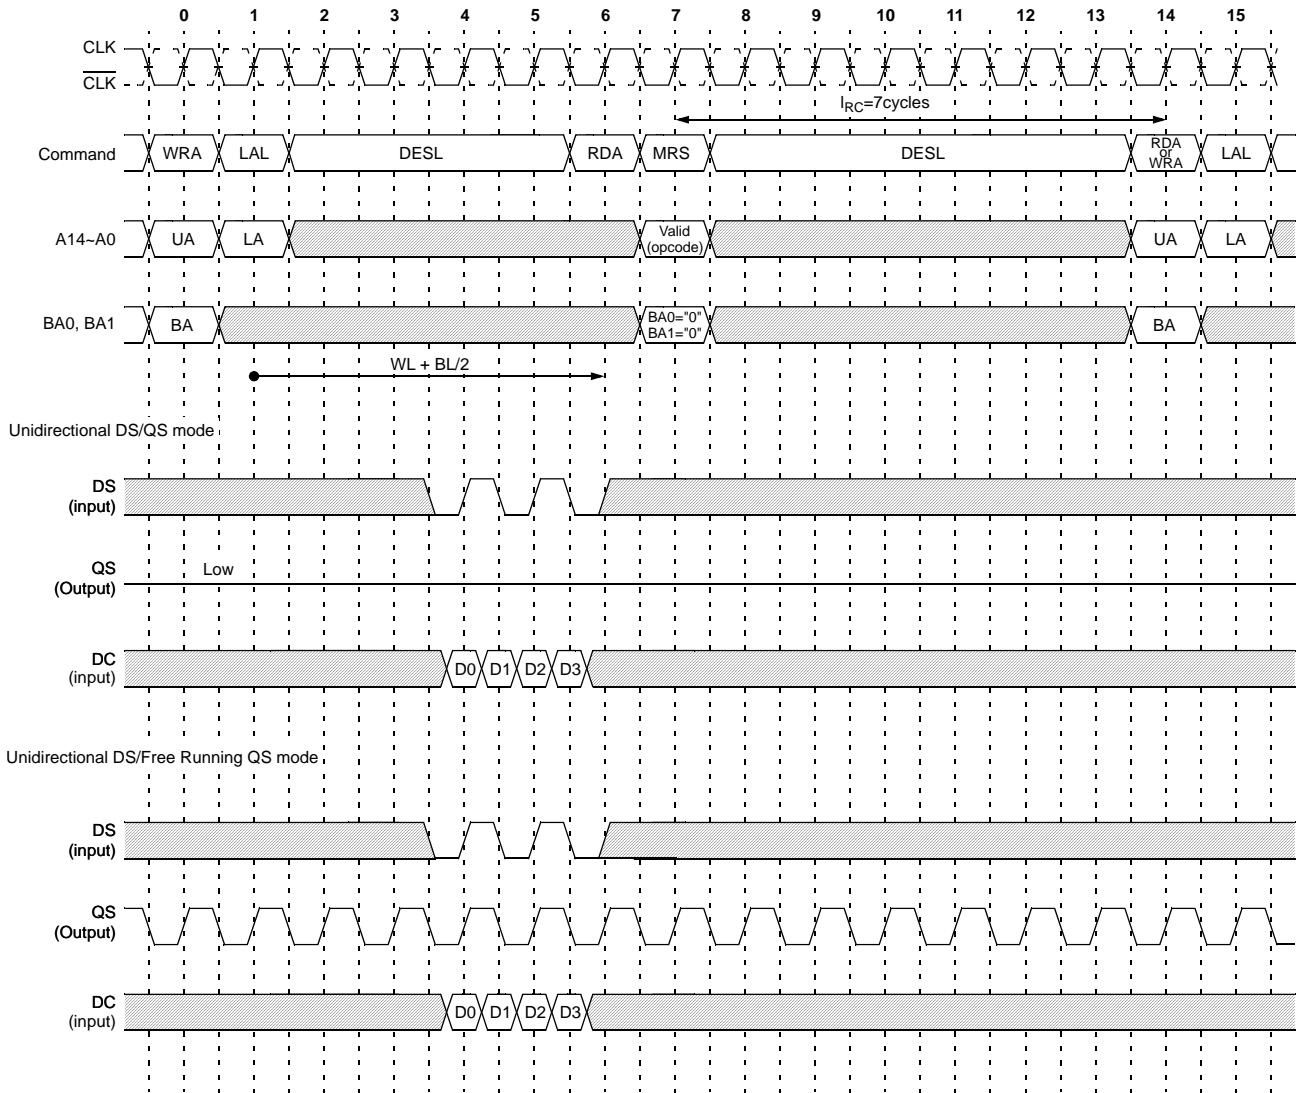 0 1 2 3 4 5 6 7 8 9 10 11 12 13 14 15
CLK
CLK
IRC=7cycles
Command WRA LAL DESL RDA MRS DESL RDA or WRA LAL
A14~A0 UA LA Valid (opcode) UA LA
BA0, BA1 BA BA0="0" BA1="0" BA
WL + BL/2
Unidirectional DS/QS mode
DS
(input)
QS
Low
(Output)
DC
(input)
D0 D1 D2 D3
Unidirectional DS/Free Running QS mode
DS
(input)
QS
(Output)
DC
(input)
D0 D1 D2 D3